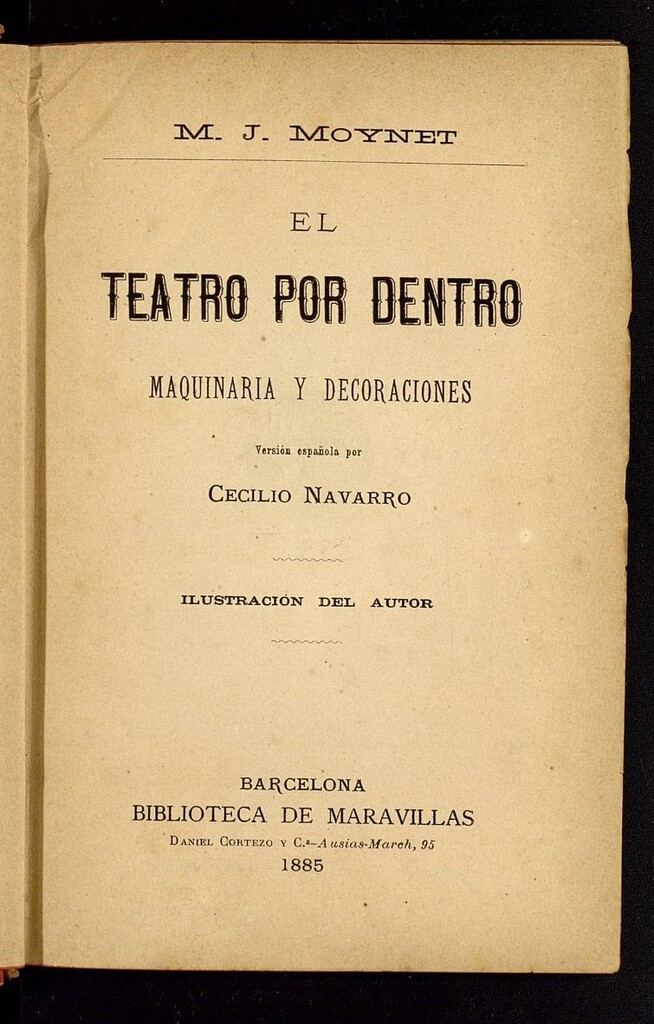 M. J. MOYNET
EL
TEATRO POR DENTRO
MAQUINARIA Y DECORACIONES
Versión española por
CECILIO NAVARRO
ILUSTRACIÓN DEL AUTOR
BARCELONA
BIBLIOTECA DE MARAVILLAS
DANIEL CORTEZO Y C.ª-Ausias-March, 95
1885